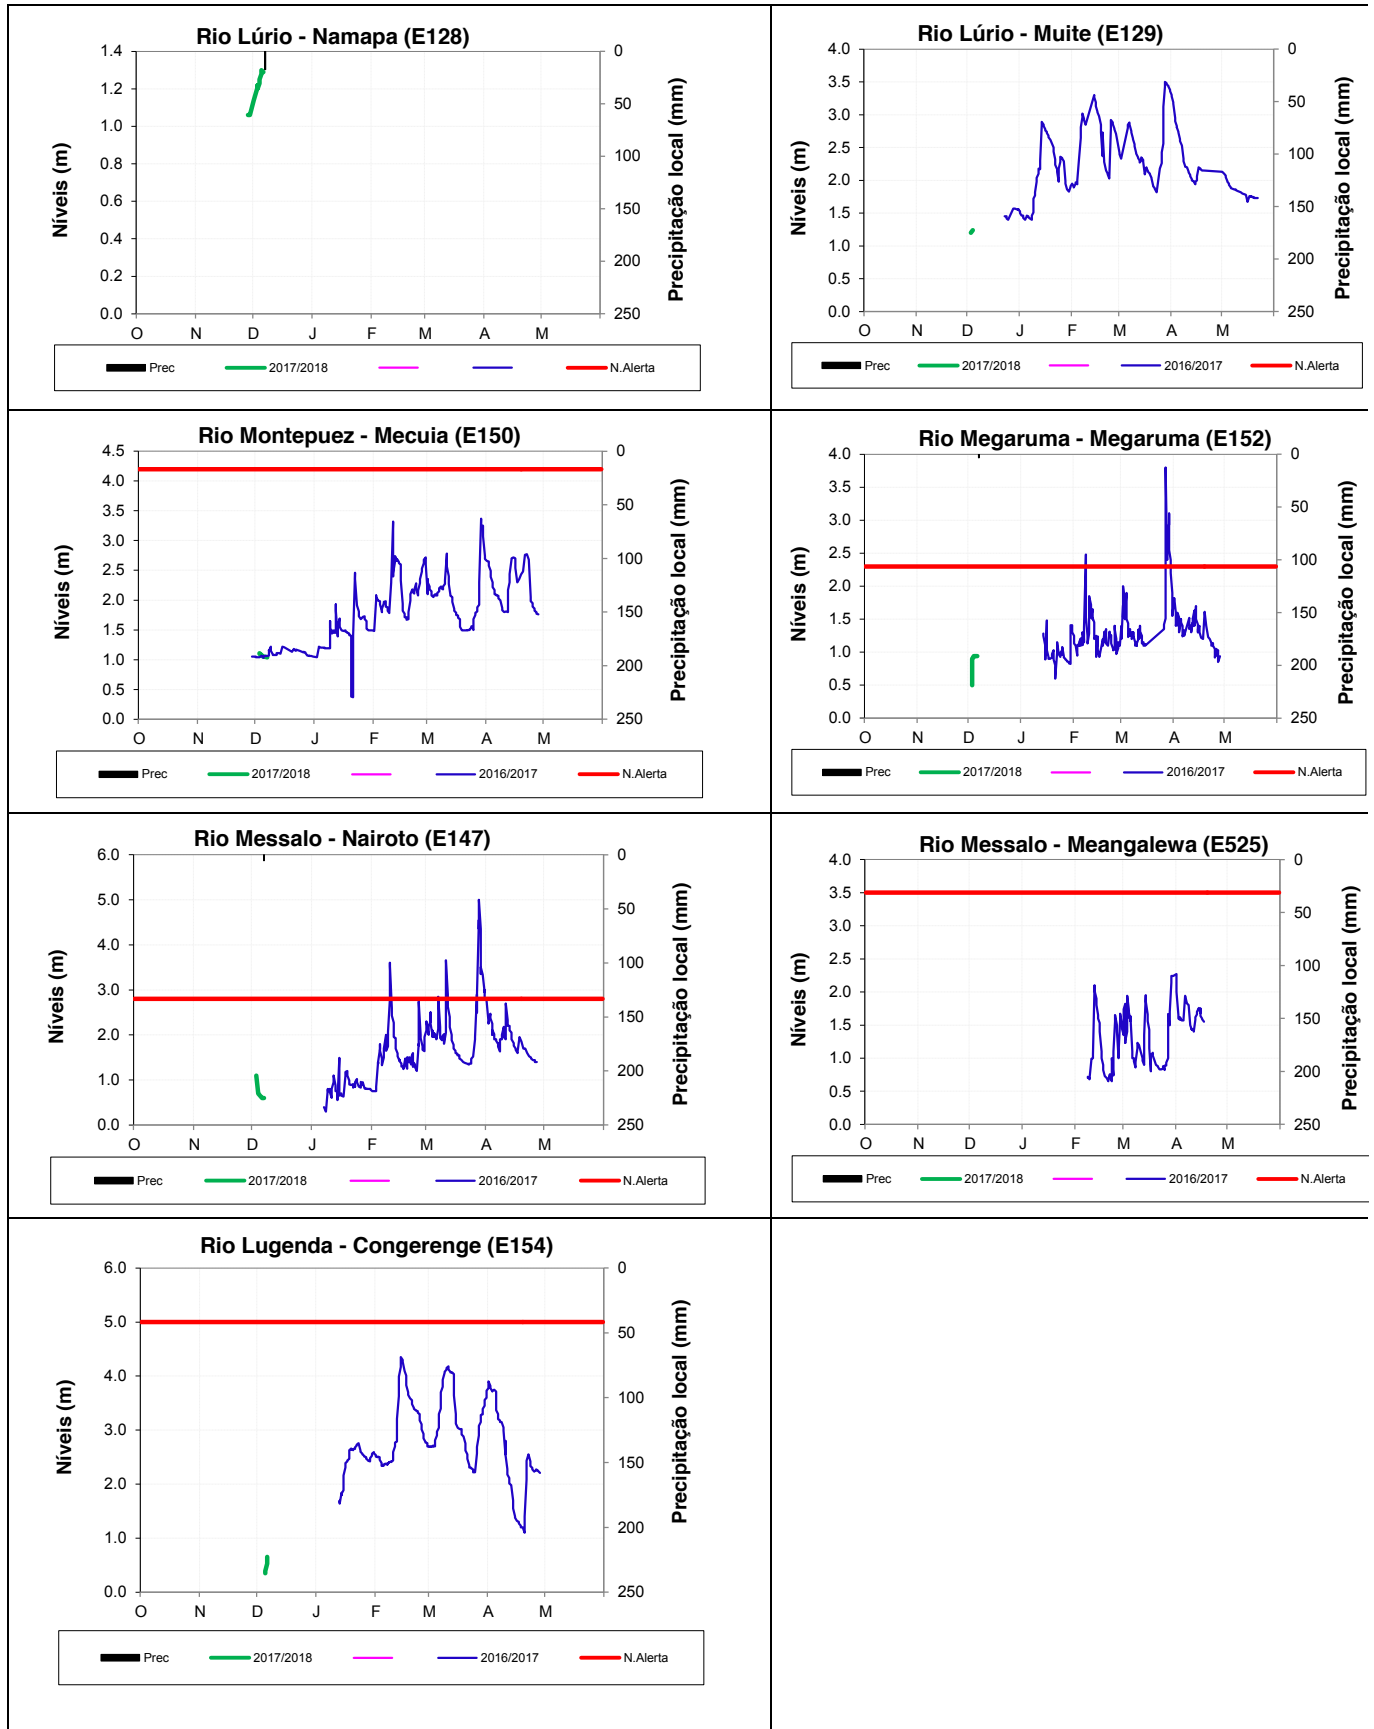 Rio Lúrio - Namapa (E128)
Níveis (m)
1.4
1.2
1.0
0.8
0.6
0.4
0.2
0.0
O N D J F M A M
0
50
100
150
200
250
Precipitação local (mm)
Prec 2017/2018 N.Alerta
Rio Lúrio - Muite (E129)
Níveis (m)
4.0
3.5
3.0
2.5
2.0
1.5
1.0
0.5
0.0
O N D J F M A M
0
50
100
150
200
250
Precipitação local (mm)
Prec 2017/2018 2016/2017 N.Alerta
Rio Montepuez - Mecuia (E150)
Níveis (m)
4.5
4.0
3.5
3.0
2.5
2.0
1.5
1.0
0.5
0.0
O N D J F M A M
0
50
100
150
200
250
Precipitação local (mm)
Prec 2017/2018 2016/2017 N.Alerta
Rio Megaruma - Megaruma (E152)
Níveis (m)
4.0
3.5
3.0
2.5
2.0
1.5
1.0
0.5
0.0
O N D J F M A M
0
50
100
150
200
250
Precipitação local (mm)
Prec 2017/2018 2016/2017 N.Alerta
Rio Messalo - Nairoto (E147)
Níveis (m)
6.0
5.0
4.0
3.0
2.0
1.0
0.0
O N D J F M A M
0
50
100
150
200
250
Precipitação local (mm)
Prec 2017/2018 2016/2017 N.Alerta
Rio Messalo - Meangalewa (E525)
Níveis (m)
4.0
3.5
3.0
2.5
2.0
1.5
1.0
0.5
0.0
O N D J F M A M
0
50
100
150
200
250
Precipitação local (mm)
Prec 2017/2018 2016/2017 N.Alerta
Rio Lugenda - Congerenge (E154)
Níveis (m)
6.0
5.0
4.0
3.0
2.0
1.0
0.0
O N D J F M A M
0
50
100
150
200
250
Precipitação local (mm)
Prec 2017/2018 2016/2017 N.Alerta